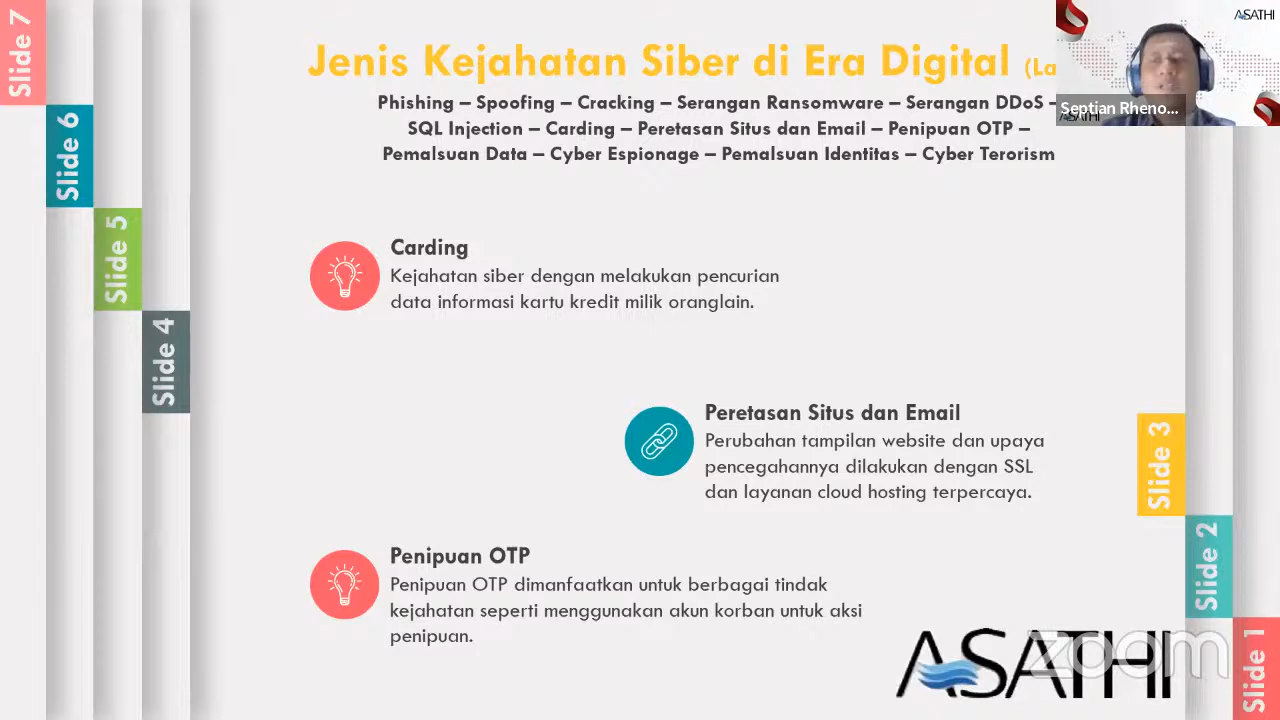 Slide 7
Slide 6
Slide 5
Slide 4
Jenis Kejahatan Siber di Era Digital (La
Phishing – Spoofing – Cracking – Serangan Ransomware – Serangan DDoS –
SQL Injection – Carding – Peretasan Situs dan Email – Penipuan OTP –
Pemalsuan Data – Cyber Espionage – Pemalsuan Identitas – Cyber Terorism
ASATHI
Septian Rheno...
ASATHI
Carding
Kejahatan siber dengan melakukan pencurian
data informasi kartu kredit milik oranglain.
Peretasan Situs dan Email
Perubahan tampilan website dan upaya
pencegahannya dilakukan dengan SSL
dan layanan cloud hosting terpercaya.
Penipuan OTP
Penipuan OTP dimanfaatkan untuk berbagai tindak
kejahatan seperti menggunakan akun korban untuk aksi
penipuan.
Slide 3
Slide 2
Slide 1
ASATHI
zoom